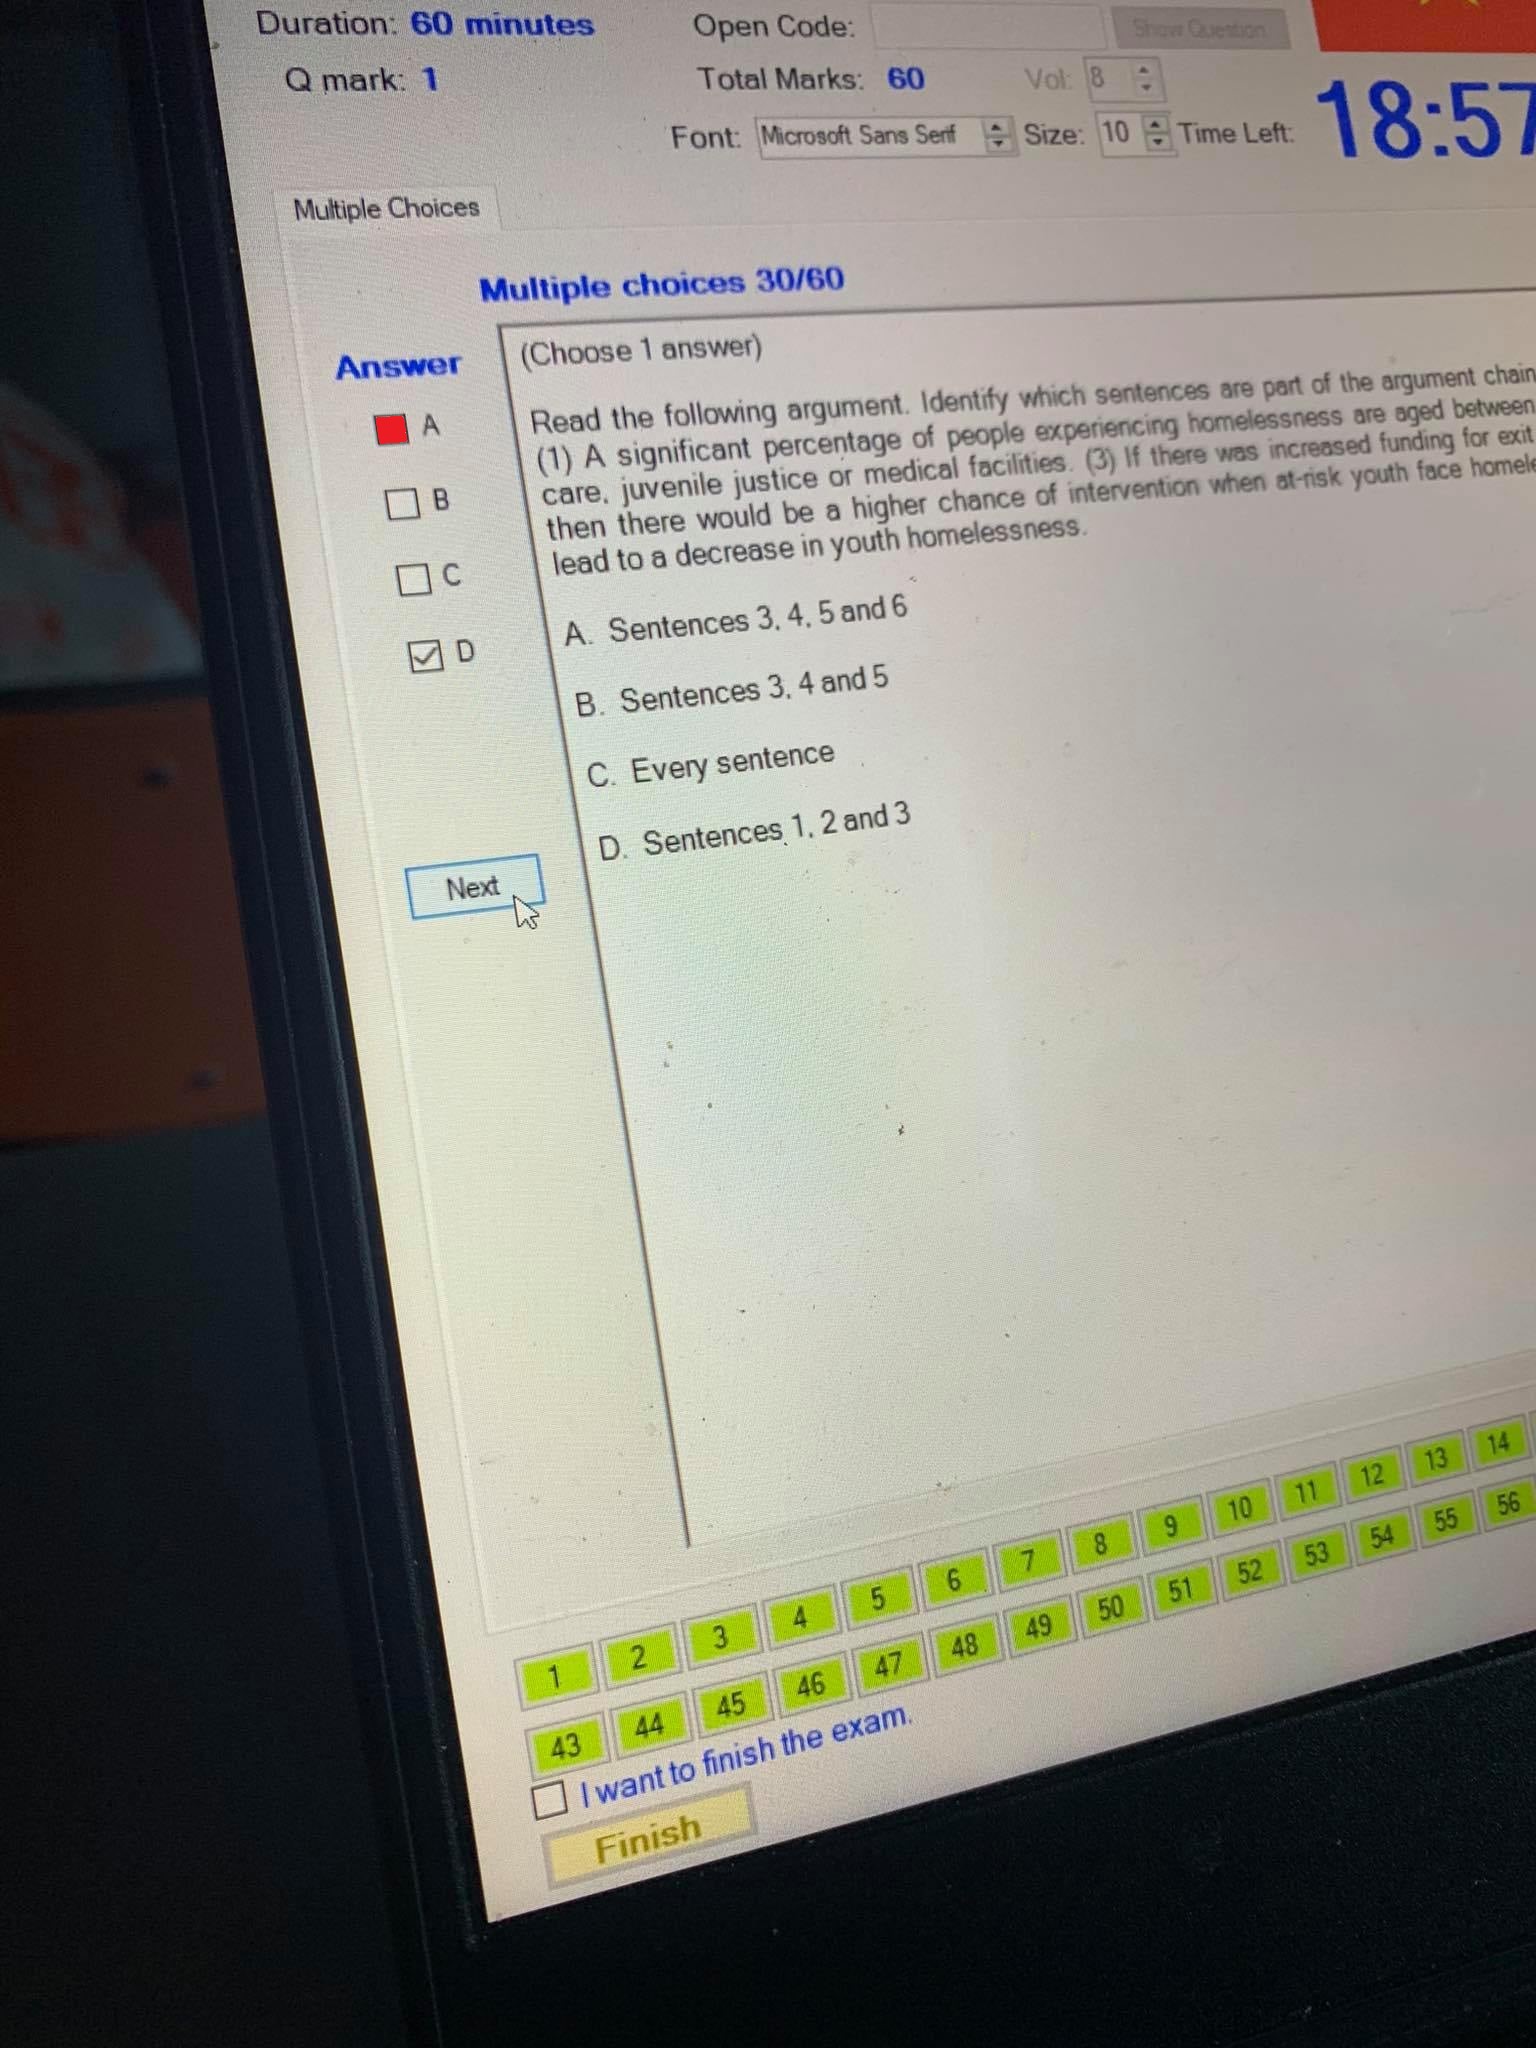 Duration: 60 minutes
Open Code:
Show Question
Q mark: 1
Total Marks: 60
Vol: 8
Font: Microsoft Sans Serif
Size: 10
Time Left: 18:57
Multiple Choices
Multiple choices 30/60
Answer
(Choose 1 answer)
A
B
C
D
Read the following argument. Identify which sentences are part of the argument chain
(1) A significant percentage of people experiencing homelessness are aged between
care, juvenile justice or medical facilities. (3) If there was increased funding for exit
then there would be a higher chance of intervention when at-risk youth face
lead to a decrease in youth homelessness.
A. Sentences 3, 4, 5 and 6
B. Sentences 3, 4 and 5
C. Every sentence
D. Sentences 1, 2 and 3
Next
1 2 3 4 5 6 7 8 9 10 11 12 13 14
43 44 45 46 47 48 49 50 51 52 53 54 55 56
I want to finish the exam.
Finish